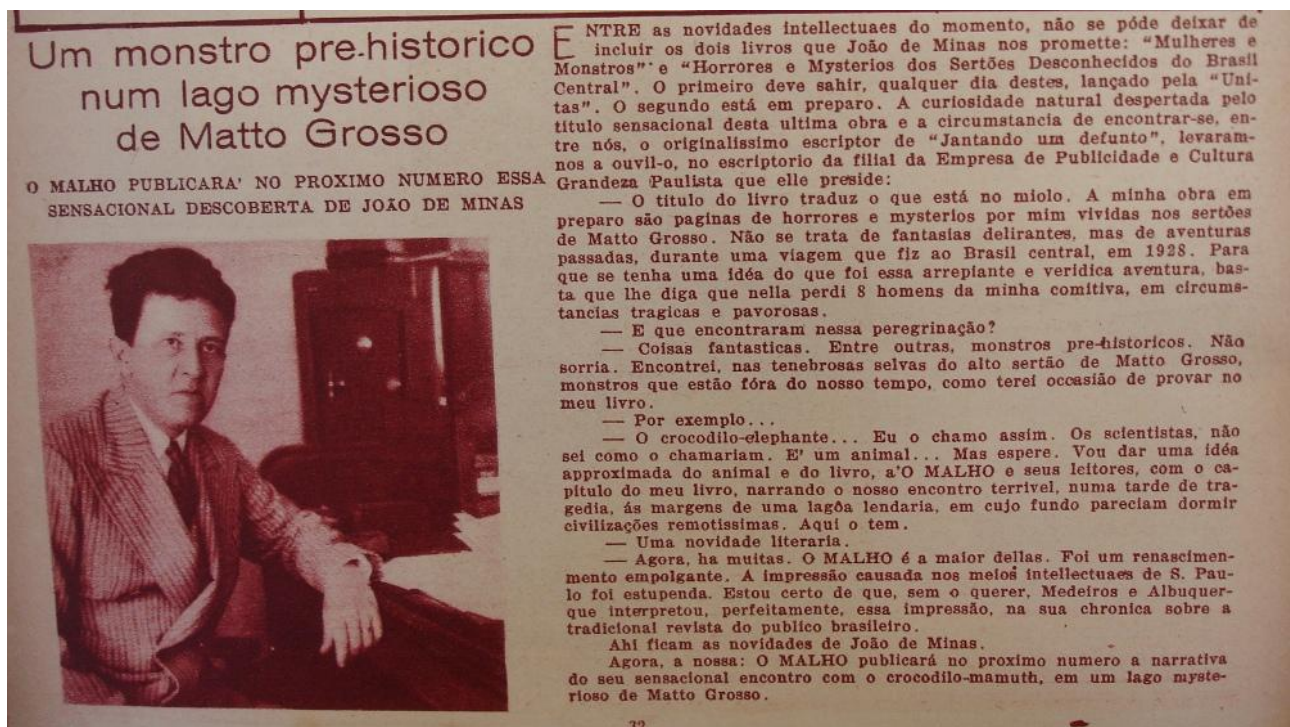 Um monstro pre-historico
num lago mysterioso
de Matto Grosso
O MALHO PUBLICARA' NO PROXIMO NUMERO ESSA
SENSACIONAL DESCOBERTA DE JOÃO DE MINAS
ENTRE as novidades intellectuaes do momento, não se póde deixar de
incluir os dois livros que João de Minas nos promette: "Mulheres e
Monstros" e "Horrores e Mysterios dos Sertões Desconhecidos do Brasil
Central". O primeiro deve sahir, qualquer dia destes, lançado pela "Uni-
tas". O segundo está em preparo. A curiosidade natural despertada pelo
titulo sensacional desta ultima obra e a circumstancia de encontrar-se, en-
tre nós, o originalissimo escriptor de "Jantando um defunto", levaram-
nos a ouvil-o, no escriptorio da filial da Empresa de Publicidade e Cultura
Grandeza Paulista que elle preside:
— O titulo do livro traduz o que está no miolo. A minha obra em
preparo são paginas de horrores e mysterios por mim vividas nos sertões
de Matto Grosso. Não se trata de fantasias delirantes, mas de aventuras
passadas, durante uma viagem que fiz ao Brasil central, em 1928. Para
que se tenha uma idéa do que foi essa arrepiante e veridica aventura, bas-
ta que lhe diga que nella perdi 8 homens da minha comitiva, em circums-
tancias tragicas e pavorosas.
— E que encontraram nessa peregrinação?
— Coisas fantasticas. Entre outras, monstros pre-historicos. Não
sorria. Encontrei, nas tenebrosas selvas do alto sertão de Matto Grosso,
monstros que estão fóra do nosso tempo, como terei occasião de provar no
meu livro.
— Por exemplo...
— O crocodilo-elephante... Eu o chamo assim. Os scientistas, não
sei como o chamariam. E' um animal... Mas espere. Vou dar uma idéa
approximada do animal e do livro, a'O MALHO e seus leitores, com o ca-
pitulo do meu livro, narrando o nosso encontro terrivel, numa tarde de tra-
gedia, ás margens de uma lagôa lendaria, em cujo fundo pareciam dormir
civilizações remotissimas. Aqui o tem.
— Uma novidade literaria.
— Agora, ha muitas. O MALHO é a maior dellas. Foi um renascimen-
mento empolgante. A impressão causada nos meios intellectuaes de S. Pau-
lo foi estupenda. Estou certo de que, sem o querer, Medeiros e Albuquer-
que interpretou, perfeitamente, essa impressão, na sua chronica sobre a
tradicional revista do publico brasileiro.
Ahi ficam as novidades de João de Minas.
Agora, a nossa: O MALHO publicará no proximo numero a narrativa
do seu sensacional encontro com o crocodilo-mamuth, em um lago myste-
rioso de Matto Grosso.